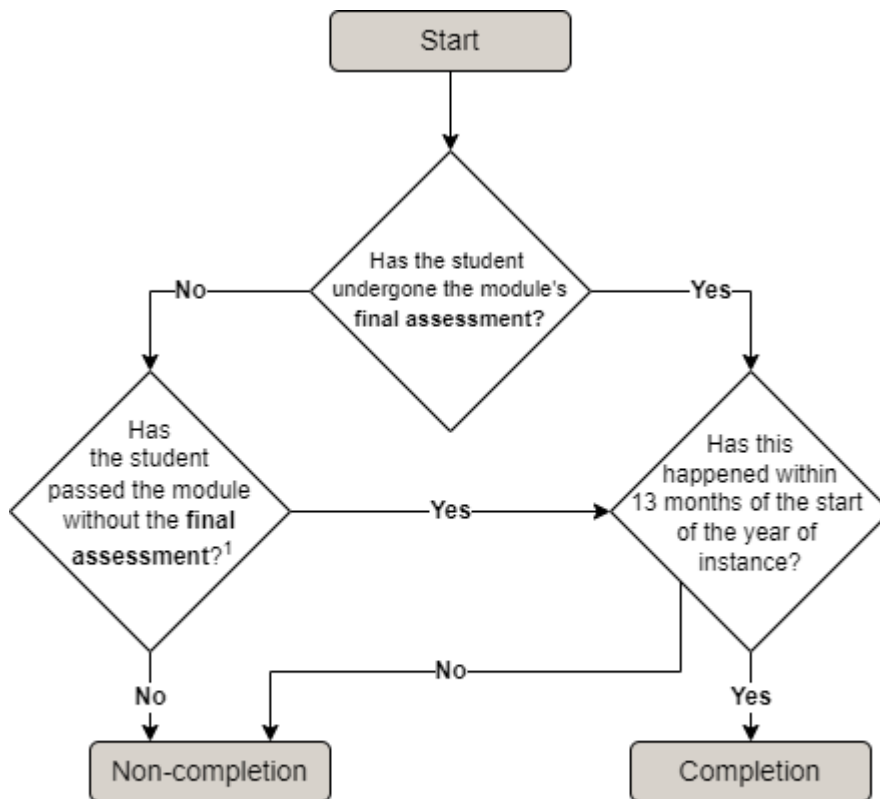 Start
Has the student
undergone the module's
final assessment?
No
Yes
Has
the student
passed the module
without the final
assessment?¹
Yes
Has this
happened within
13 months of the start
of the year of
instance?
No
No
Yes
Non-completion
Completion